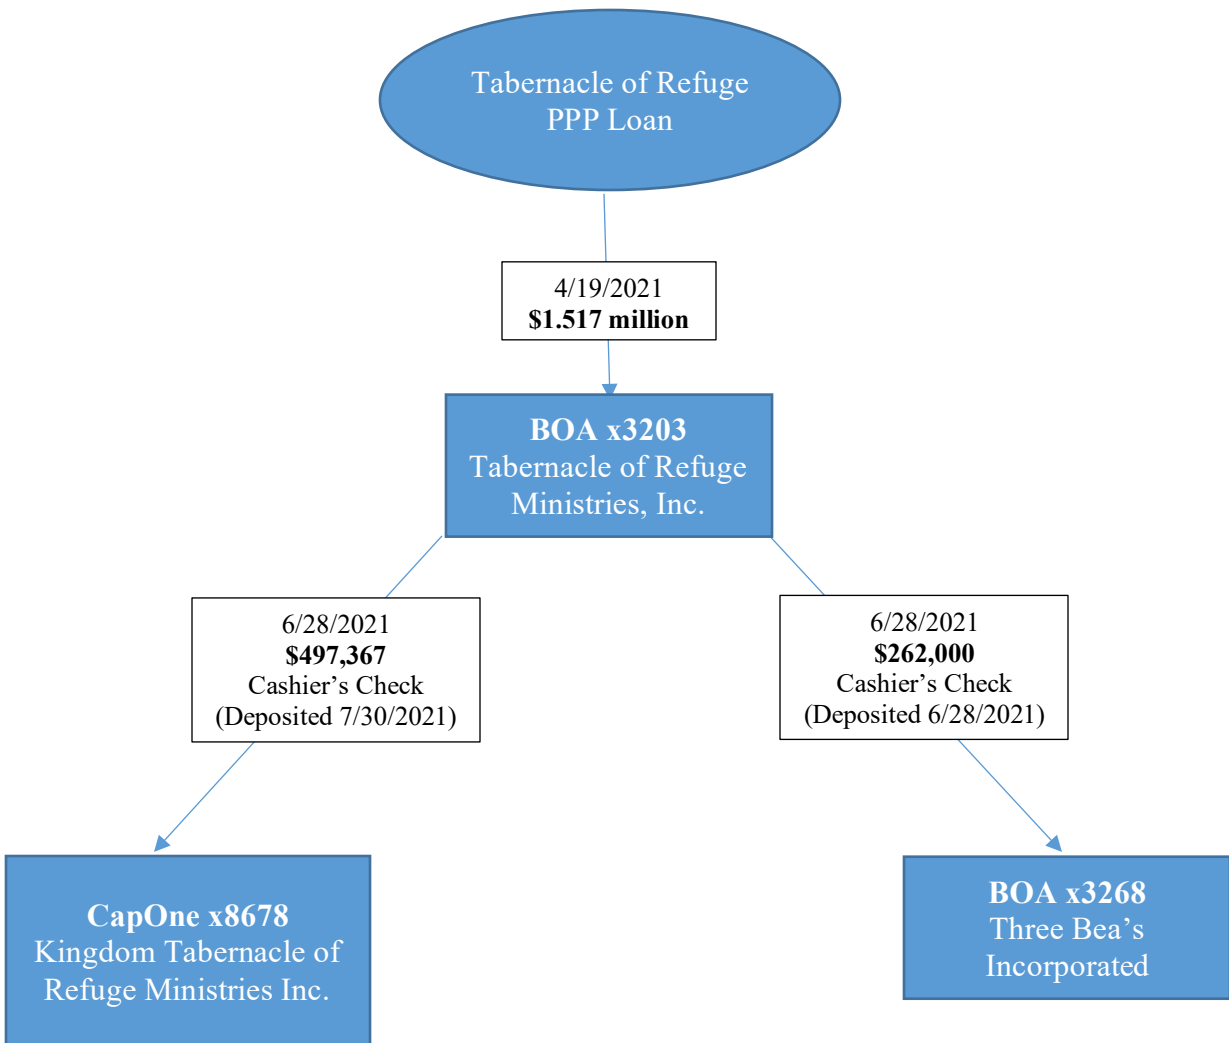 Tabernacle of Refuge
PPP Loan
4/19/2021
$1.517 million
BOA x3203
Tabernacle of Refuge
Ministries, Inc.
6/28/2021
$497,367
Cashier’s Check
(Deposited 7/30/2021)
6/28/2021
$262,000
Cashier’s Check
(Deposited 6/28/2021)
CapOne x8678
Kingdom Tabernacle of
Refuge Ministries Inc.
BOA x3268
Three Bea’s
Incorporated